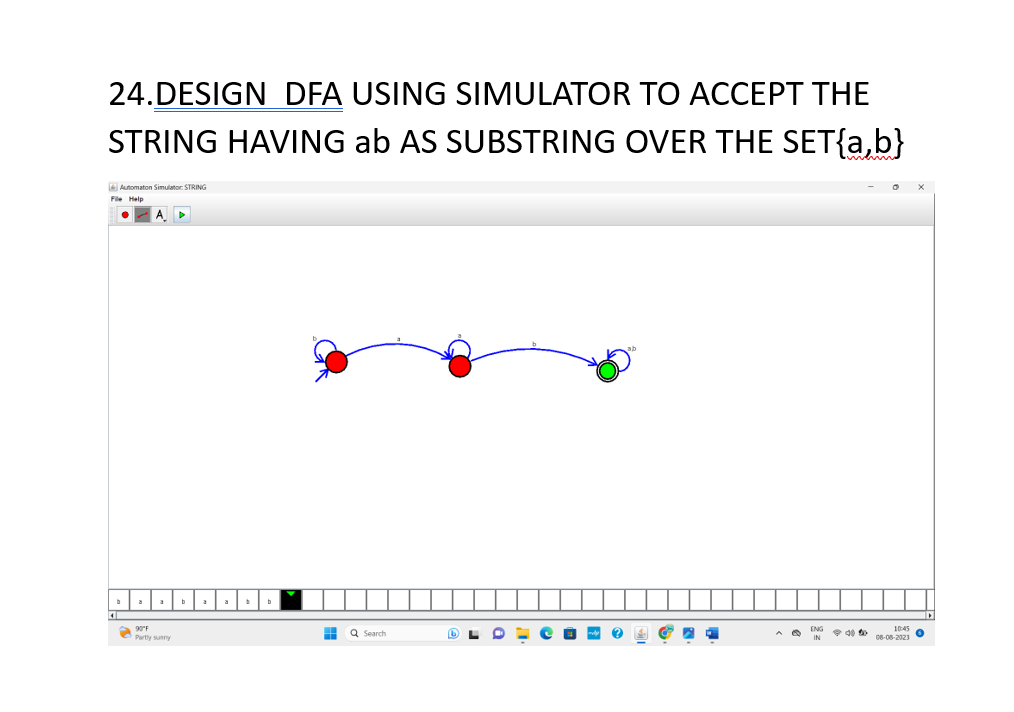 24.DESIGN  DFA USING SIMULATOR TO ACCEPT THE
STRING HAVING ab AS SUBSTRING OVER THE SET{a,b}
Automaton Simulator: STRING
File Help
A
b a a b a a,b
b a a b a a b b
90°F
Partly sunny
Search
ENG
IN
10:45
08-08-2023